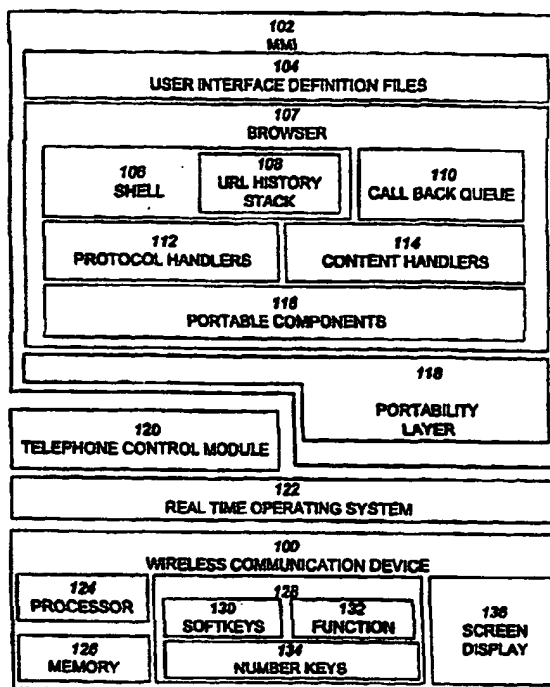 102
MMI
104
USER INTERFACE DEFINITION FILES
107
BROWSER
106
SHELL
108
URL HISTORY
STACK
110
CALL BACK QUEUE
112
PROTOCOL HANDLERS
114
CONTENT HANDLERS
116
PORTABLE COMPONENTS
118
PORTABILITY
LAYER
120
TELEPHONE CONTROL MODULE
122
REAL TIME OPERATING SYSTEM
100
WIRELESS COMMUNICATION DEVICE
124
PROCESSOR
126
MEMORY
128
130
SOFTKEYS
132
FUNCTION
134
NUMBER KEYS
136
SCREEN
DISPLAY